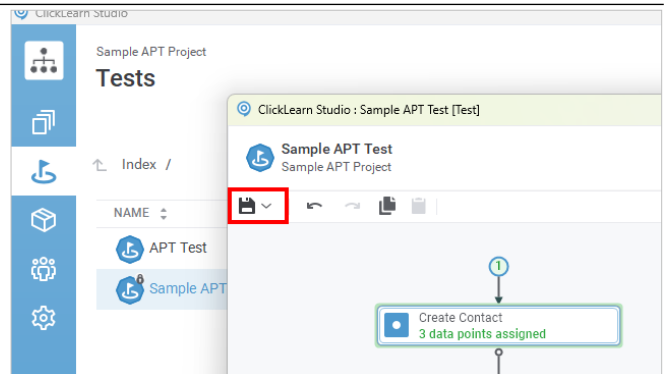 ClickLearn Studio
Sample APT Project
Tests
ClickLearn Studio : Sample APT Test [Test]
Sample APT Test
Sample APT Project
Index /
NAME
APT Test
Sample APT
1
Create Contact
3 data points assigned